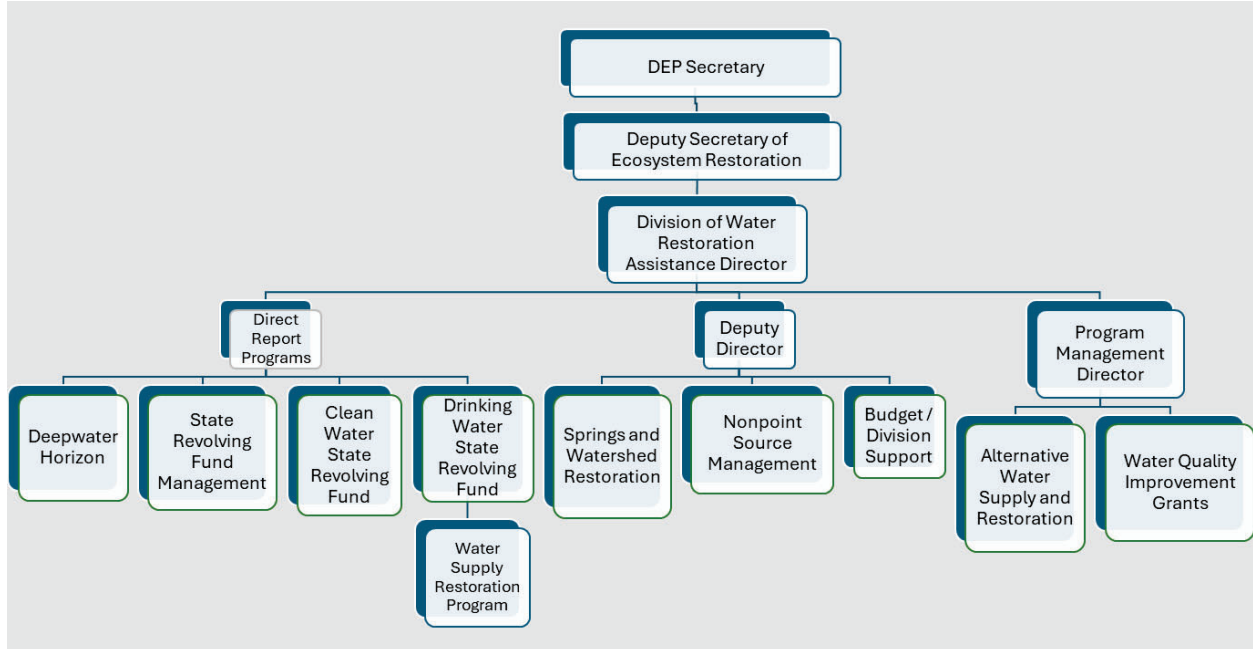 DEP Secretary
Deputy Secretary of
Ecosystem Restoration
Division of Water
Restoration
Assistance Director
Direct
Report
Programs
Deputy
Director
Program
Management
Director
Deepwater
Horizon
State
Revolving
Fund
Management
Clean
Water
State
Revolving
Fund
Drinking
Water
State
Revolving
Fund
Springs and
Watershed
Restoration
Nonpoint
Source
Management
Budget /
Division
Support
Alternative
Water
Supply and
Restoration
Water Quality
Improvement
Grants
Water
Supply
Restoration
Program